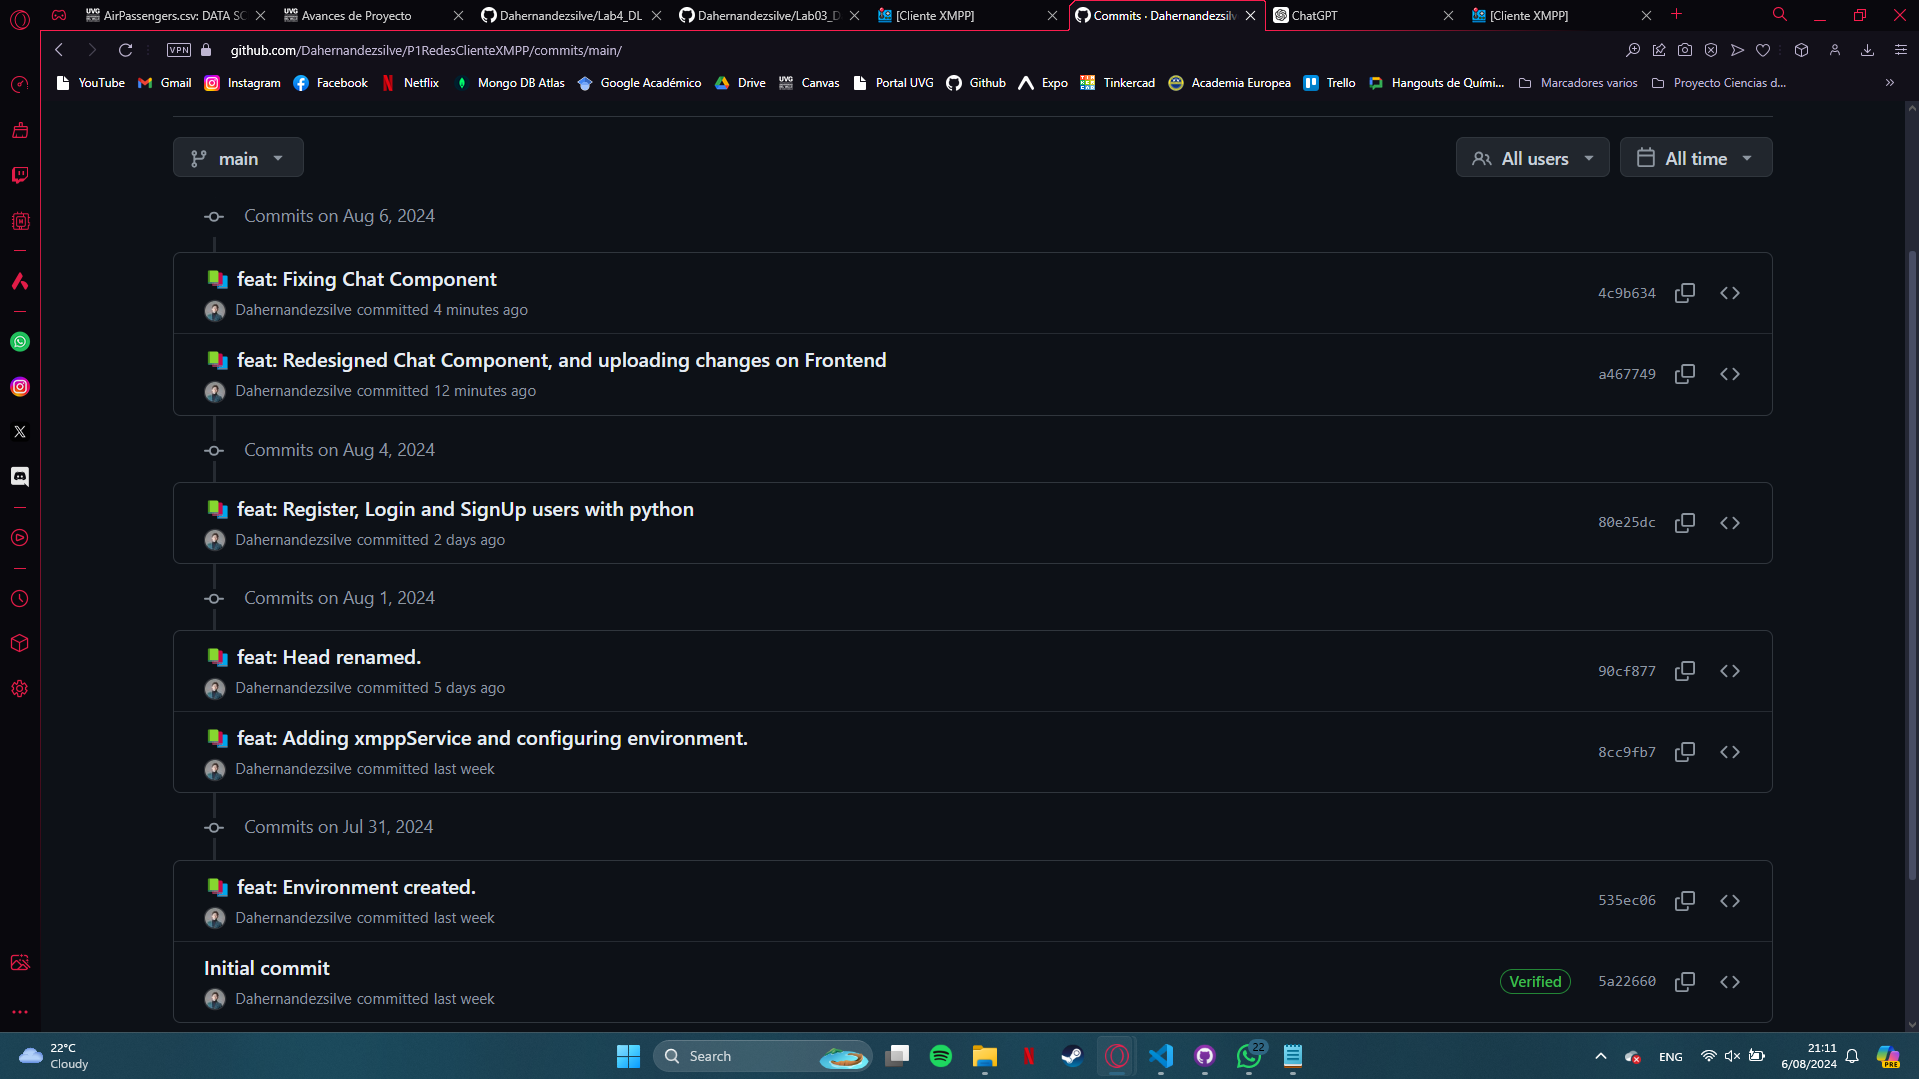 AirPassengers.csv: DATA SC
Avances de Proyecto
Dahernandezsilve/Lab4_DL
Dahernandezsilve/Lab03_D
[Cliente XMPP]
Commits · Dahernandezsilv
ChatGPT
[Cliente XMPP]
VPN
github.com/Dahernandezsilve/P1RedesClienteXMPP/commits/main/
YouTube
Gmail
Instagram
Facebook
Netflix
Mongo DB Atlas
Google Académico
Drive
Canvas
Portal UVG
Github
Expo
Tinkercad
Academia Europea
Trello
Hangouts de Quími...
Marcadores varios
Proyecto Ciencias d...
main
All users
All time
Commits on Aug 6, 2024
feat: Fixing Chat Component
Dahernandezsilve committed 4 minutes ago
4c9b634
feat: Redesigned Chat Component, and uploading changes on Frontend
Dahernandezsilve committed 12 minutes ago
a467749
Commits on Aug 4, 2024
feat: Register, Login and SignUp users with python
Dahernandezsilve committed 2 days ago
80e25dc
Commits on Aug 1, 2024
feat: Head renamed.
Dahernandezsilve committed 5 days ago
90cf877
feat: Adding xmppService and configuring environment.
Dahernandezsilve committed last week
8cc9fb7
Commits on Jul 31, 2024
feat: Environment created.
Dahernandezsilve committed last week
535ec06
Initial commit
Dahernandezsilve committed last week
Verified
5a22660
22°C
Cloudy
Search
22
ENG
21:11
6/08/2024
PRE